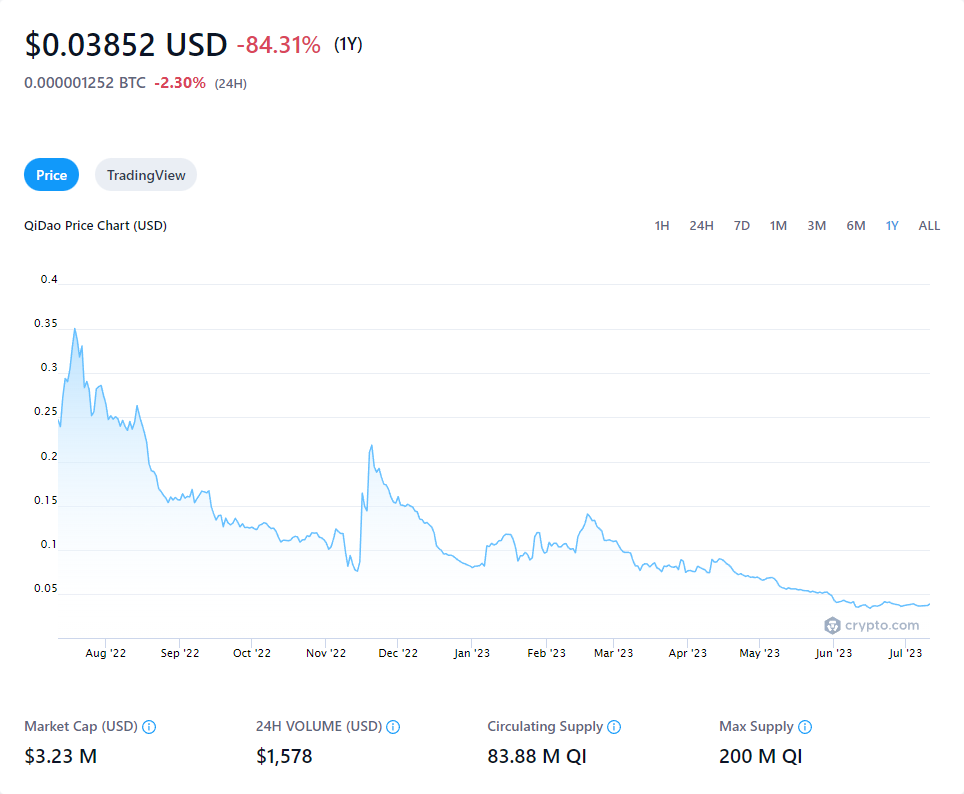 $0.03852 USD -84.31% (1Y)
0.000001252 BTC -2.30% (24H)
Price TradingView
QiDao Price Chart (USD) 1H 24H 7D 1M 3M 6M 1Y ALL
0.4
0.35
0.3
0.25
0.2
0.15
0.1
0.05
crypto.com
Aug '22 Sep '22 Oct '22 Nov '22 Dec '22 Jan '23 Feb '23 Mar '23 Apr '23 May '23 Jun '23 Jul '23
Market Cap (USD) 24H VOLUME (USD) Circulating Supply Max Supply
$3.23 M $1,578 83.88 M QI 200 M QI